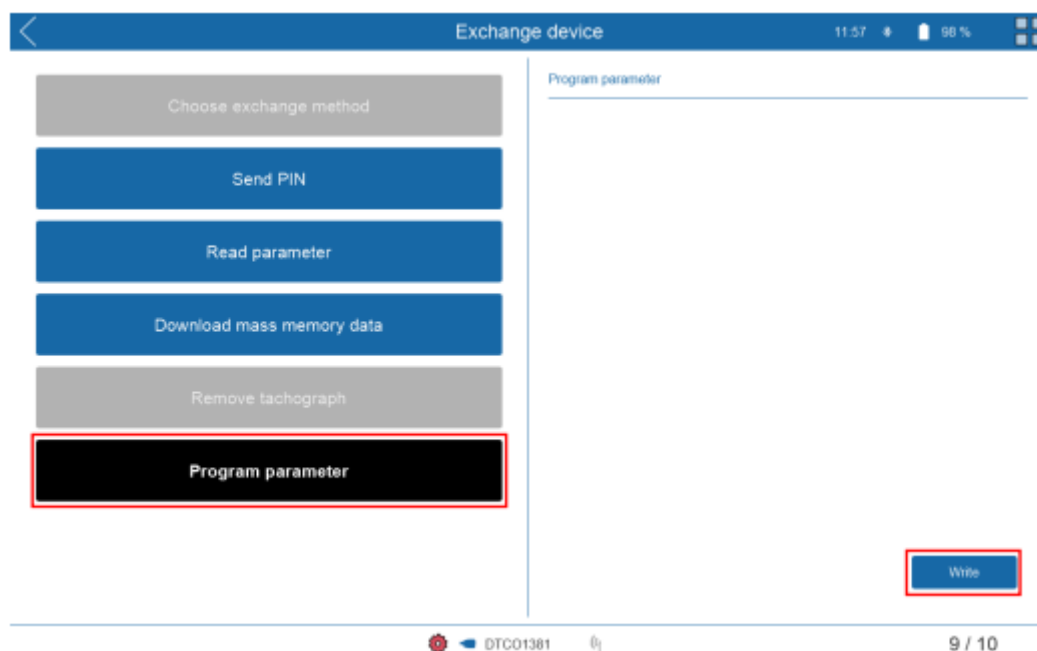 Exchange device
11:57
98 %
Choose exchange method
Send PIN
Read parameter
Download mass memory data
Remove tachograph
Program parameter
Program parameter
Write
DTCO1381
9 / 10